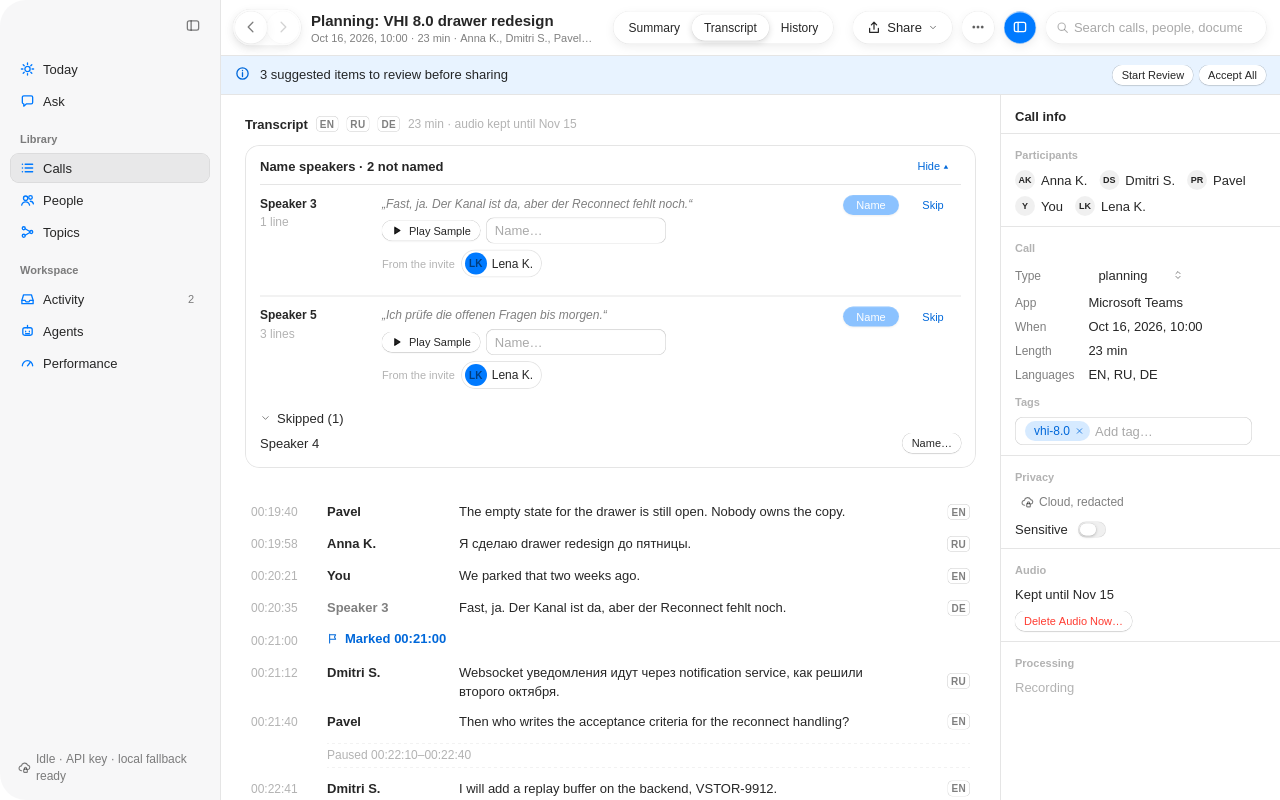 Planning: VHI 8.0 drawer redesign
Oct 16, 2026, 10:00 · 23 min · Anna K., Dmitri S., Pavel…
Summary
Transcript
History
Share
Search calls, people, docume
Today
Ask
Library
Calls
People
Topics
Workspace
Activity 2
Agents
Performance
Idle · API key · local fallback
ready
3 suggested items to review before sharing
Start Review
Accept All
Transcript EN RU DE 23 min · audio kept until Nov 15
Name speakers · 2 not named
Hide
Speaker 3
1 line
„Fast, ja. Der Kanal ist da, aber der Reconnect fehlt noch.“
Name
Skip
Play Sample
Name…
From the invite LK Lena K.
Speaker 5
3 lines
„Ich prüfe die offenen Fragen bis morgen.“
Name
Skip
Play Sample
Name…
From the invite LK Lena K.
Skipped (1)
Speaker 4
Name…
00:19:40 Pavel The empty state for the drawer is still open. Nobody owns the copy. EN
00:19:58 Anna K. Я сделаю drawer redesign до пятницы. RU
00:20:21 You We parked that two weeks ago. EN
00:20:35 Speaker 3 Fast, ja. Der Kanal ist da, aber der Reconnect fehlt noch. DE
00:21:00 Marked 00:21:00
00:21:12 Dmitri S. Websocket уведомления идут через notification service, как решили
второго октября. RU
00:21:40 Pavel Then who writes the acceptance criteria for the reconnect handling? EN
Paused 00:22:10–00:22:40
00:22:41 Dmitri S. I will add a replay buffer on the backend, VSTOR-9912. EN
Call info
Participants
AK Anna K. DS Dmitri S. PR Pavel
Y You LK Lena K.
Call
Type planning
App Microsoft Teams
When Oct 16, 2026, 10:00
Length 23 min
Languages EN, RU, DE
Tags
vhi-8.0 × Add tag…
Privacy
Cloud, redacted
Sensitive
Audio
Kept until Nov 15
Delete Audio Now…
Processing
Recording